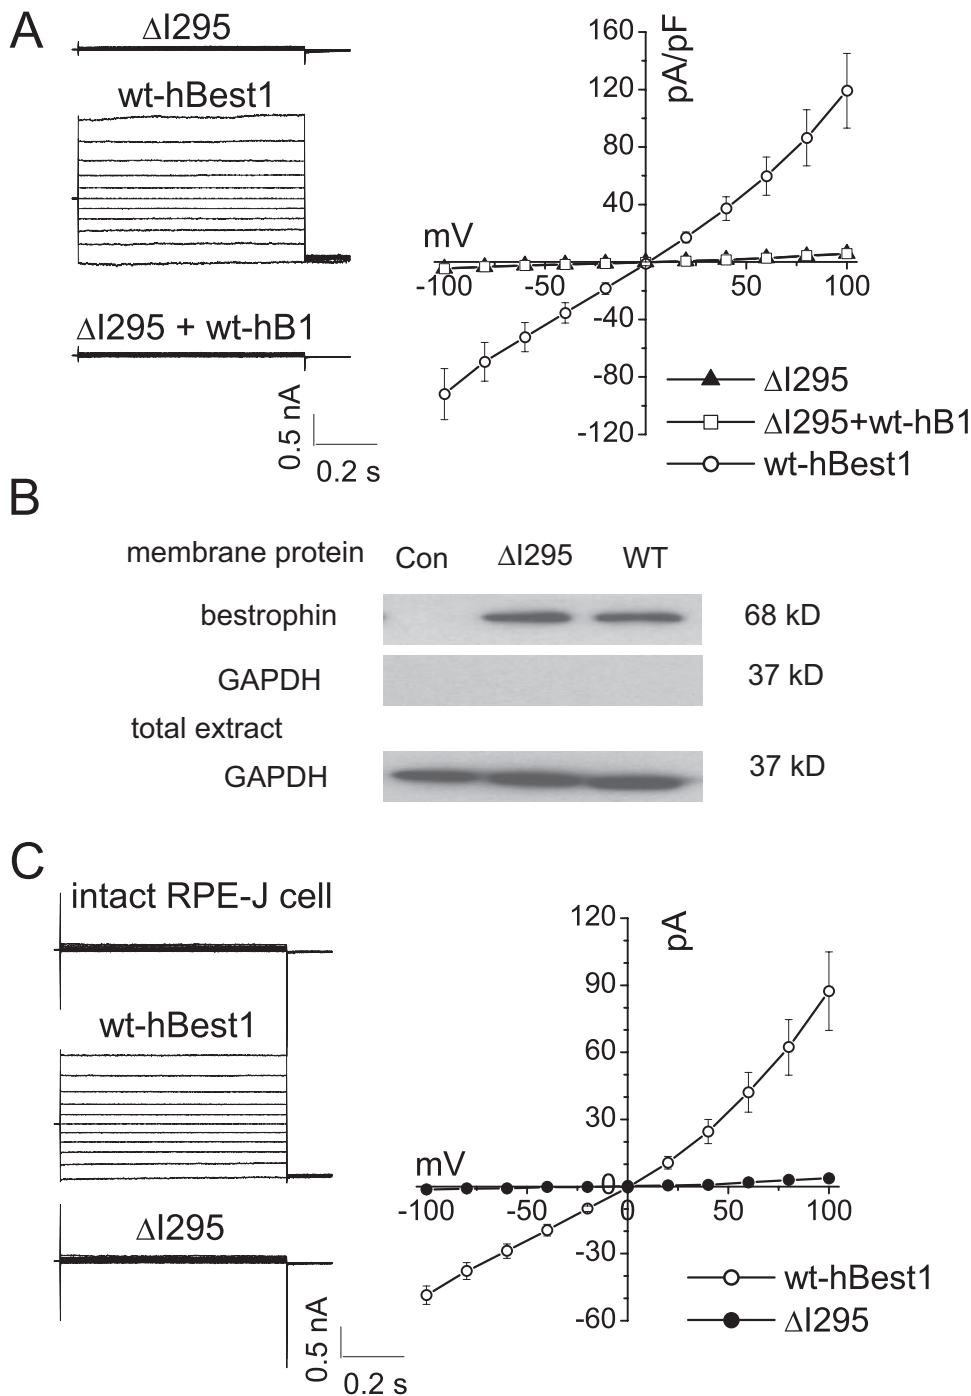 A
ΔI295
wt-hBest1
ΔI295 + wt-hB1
0.5 nA
0.2 s
160
pA/pF
120
80
40
mV
-100
-50
50
100
-40
-80
-120
ΔI295
ΔI295+wt-hB1
wt-hBest1
B
membrane protein Con ΔI295 WT
bestrophin 68 kD
GAPDH 37 kD
total extract
GAPDH 37 kD
C
intact RPE-J cell
wt-hBest1
ΔI295
0.5 nA
0.2 s
120
pA
90
60
30
mV
0
-100
-50
0
50
100
-30
-60
wt-hBest1
ΔI295